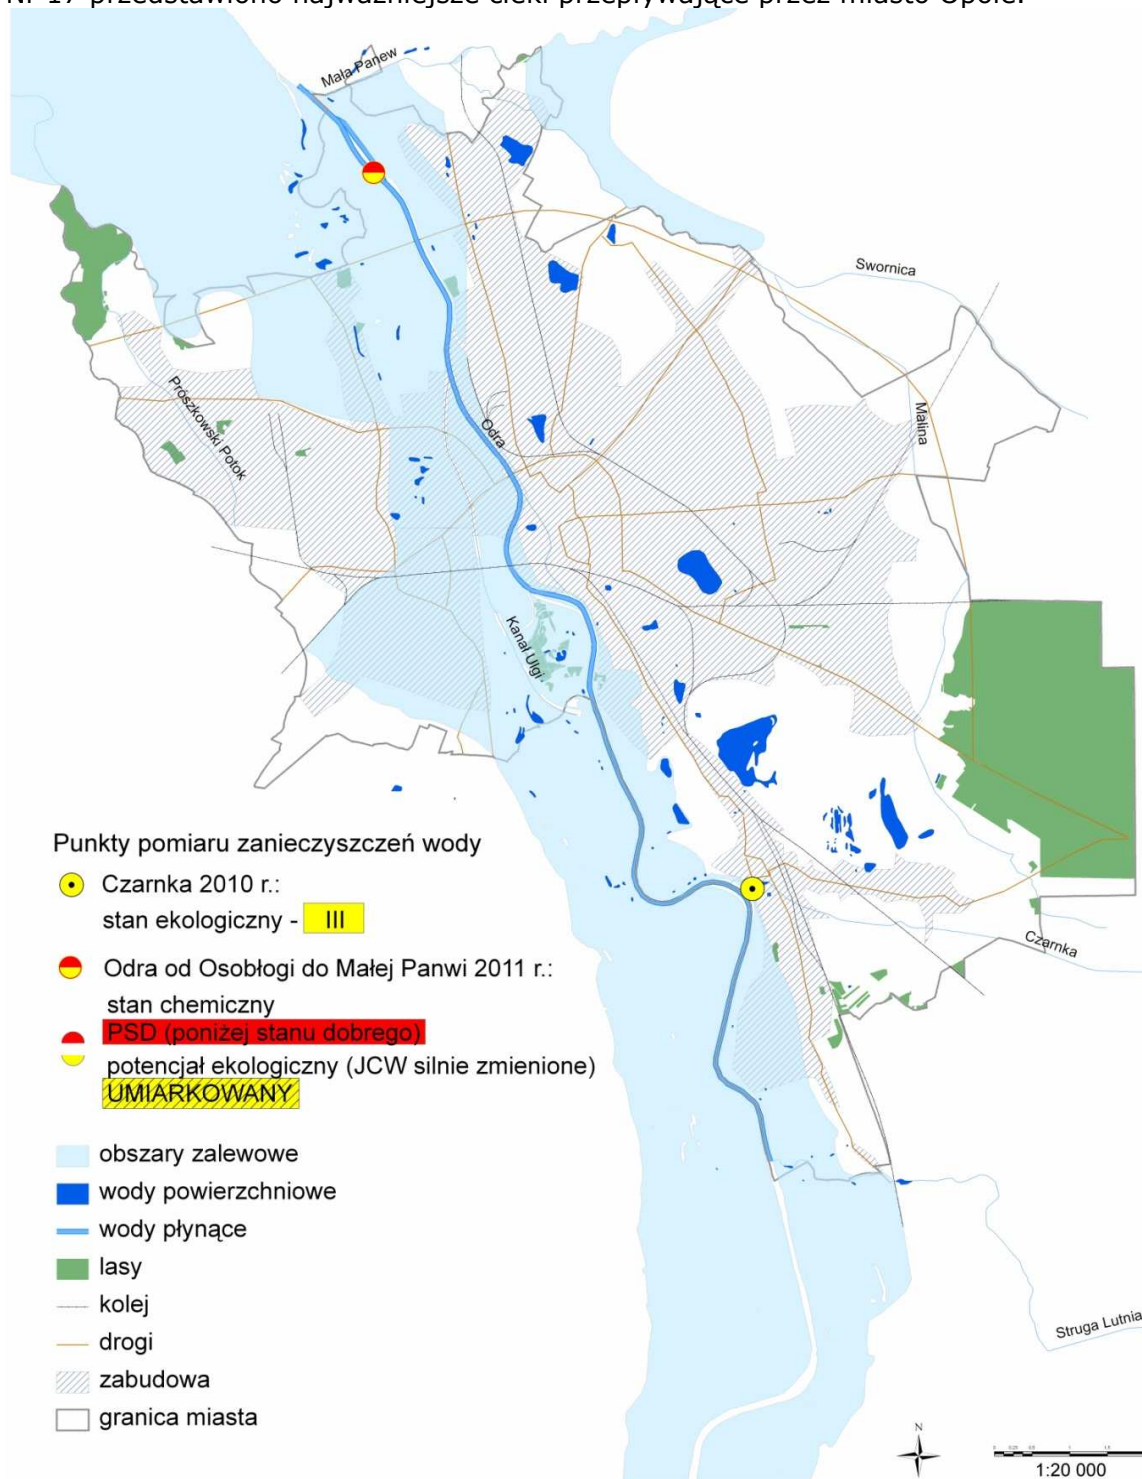 Nr 17 przedstawiono najważniejsze cieki przepływające przez miasto Opole.
Mała Panew
Swornica
Prószkowski Potok
Malina
Odra
Kanał Ulgi
Punkty pomiaru zanieczyszczeń wody
Czarnka 2010 r.:
stan ekologiczny - III
Czarnka
Odra od Osobłogi do Małej Panwi 2011 r.:
stan chemiczny
PSD (poniżej stanu dobrego)
potencjał ekologiczny (JCW silnie zmienione)
UMIARKOWANY
obszary zalewowe
wody powierzchniowe
wody płynące
lasy
kolej
drogi
zabudowa
granica miasta
Struga Lutnia
N
1:20 000